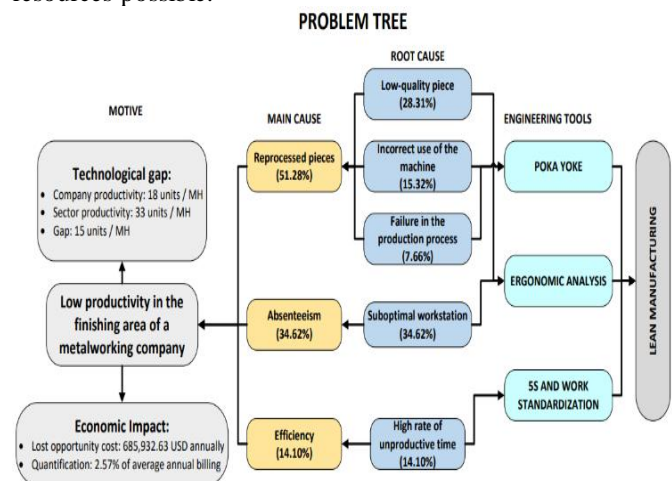 PROBLEM TREE
MOTIVE
MAIN CAUSE
ROOT CAUSE
ENGINEERING TOOLS
Technological gap:
• Company productivity: 18 units / MH
• Sector productivity: 33 units / MH
• Gap: 15 units / MH
Low productivity in the
finishing area of a
metalworking company
Economic Impact:
• Lost opportunity cost: 685,932.63 USD annually
• Quantification: 2.57% of average annual billing
Reprocessed pieces
(51.28%)
Absenteeism
(34.62%)
Efficiency
(14.10%)
Low-quality piece
(28.31%)
Incorrect use of the
machine
(15.32%)
Failure in the
production process
(7.66%)
Suboptimal workstation
(34.62%)
High rate of
unproductive time
(14.10%)
POKA YOKE
ERGONOMIC ANALYSIS
5S AND WORK
STANDARDIZATION
LEAN MANUFACTURING